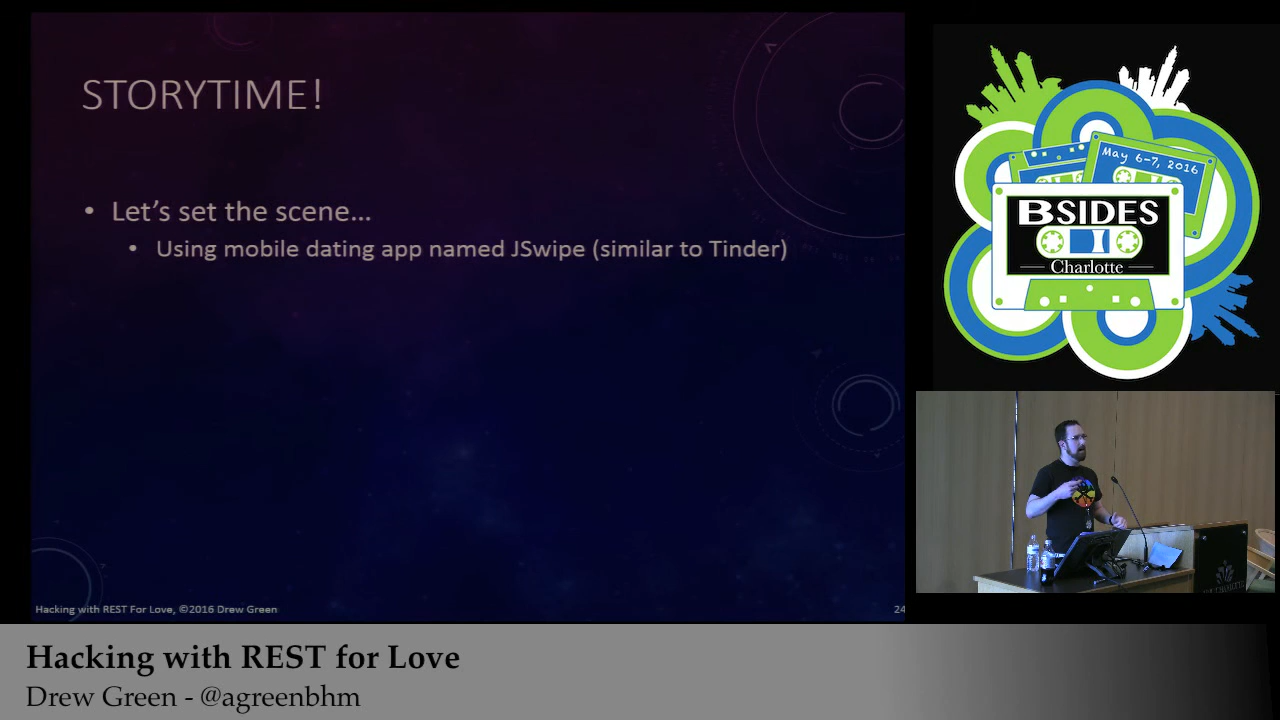 STORYTIME!
• Let's set the scene…
• Using mobile dating app named JSwipe (similar to Tinder)
Hacking with REST For Love, ©2016 Drew Green
24
May 6-7, 2016
BSIDES
Charlotte
Hacking with REST for Love
Drew Green - @agreenbhm